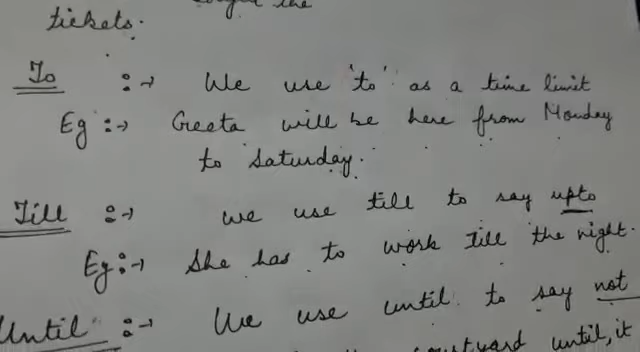 the
tickets.
To :→ We use 'to' as a time limit
Eg :→ Geeta will be here from Monday
to Saturday.
Till :→ we use till to say upto
Eg :→ She has to work till the night.
Until :→ We use until to say not
courtyard until, it